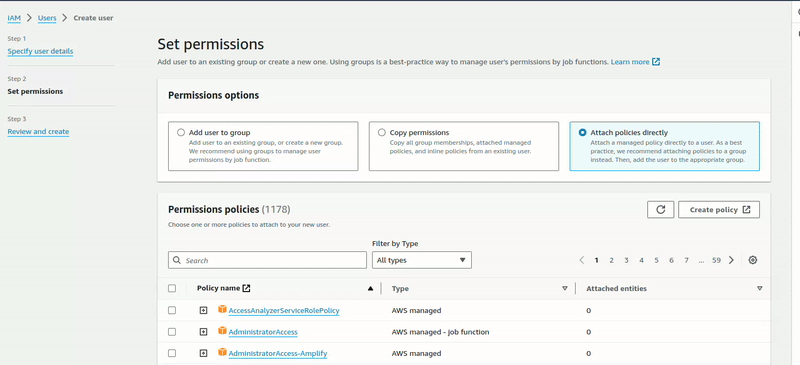 IAM > Users > Create user
Step 1
Specify user details
Step 2
Set permissions
Step 3
Review and create
Set permissions
Add user to an existing group or create a new one. Using groups is a best-practice way to manage user's permissions by job functions. Learn more
Permissions options
Add user to group
Add user to an existing group, or create a new group.
We recommend using groups to manage user
permissions by job function.
Copy permissions
Copy all group memberships, attached managed
policies, and inline policies from an existing user.
Attach policies directly
Attach a managed policy directly to a user. As a best
practice, we recommend attaching policies to a group
instead. Then, add the user to the appropriate group.
Permissions policies (1178)
Choose one or more policies to attach to your new user.
Create policy
Filter by Type
Search
All types
1 2 3 4 5 6 7 ... 59
Policy name Type Attached entities
AccessAnalyzerServiceRolePolicy AWS managed 0
AdministratorAccess AWS managed - job function 0
AdministratorAccess-Amplify AWS managed 0